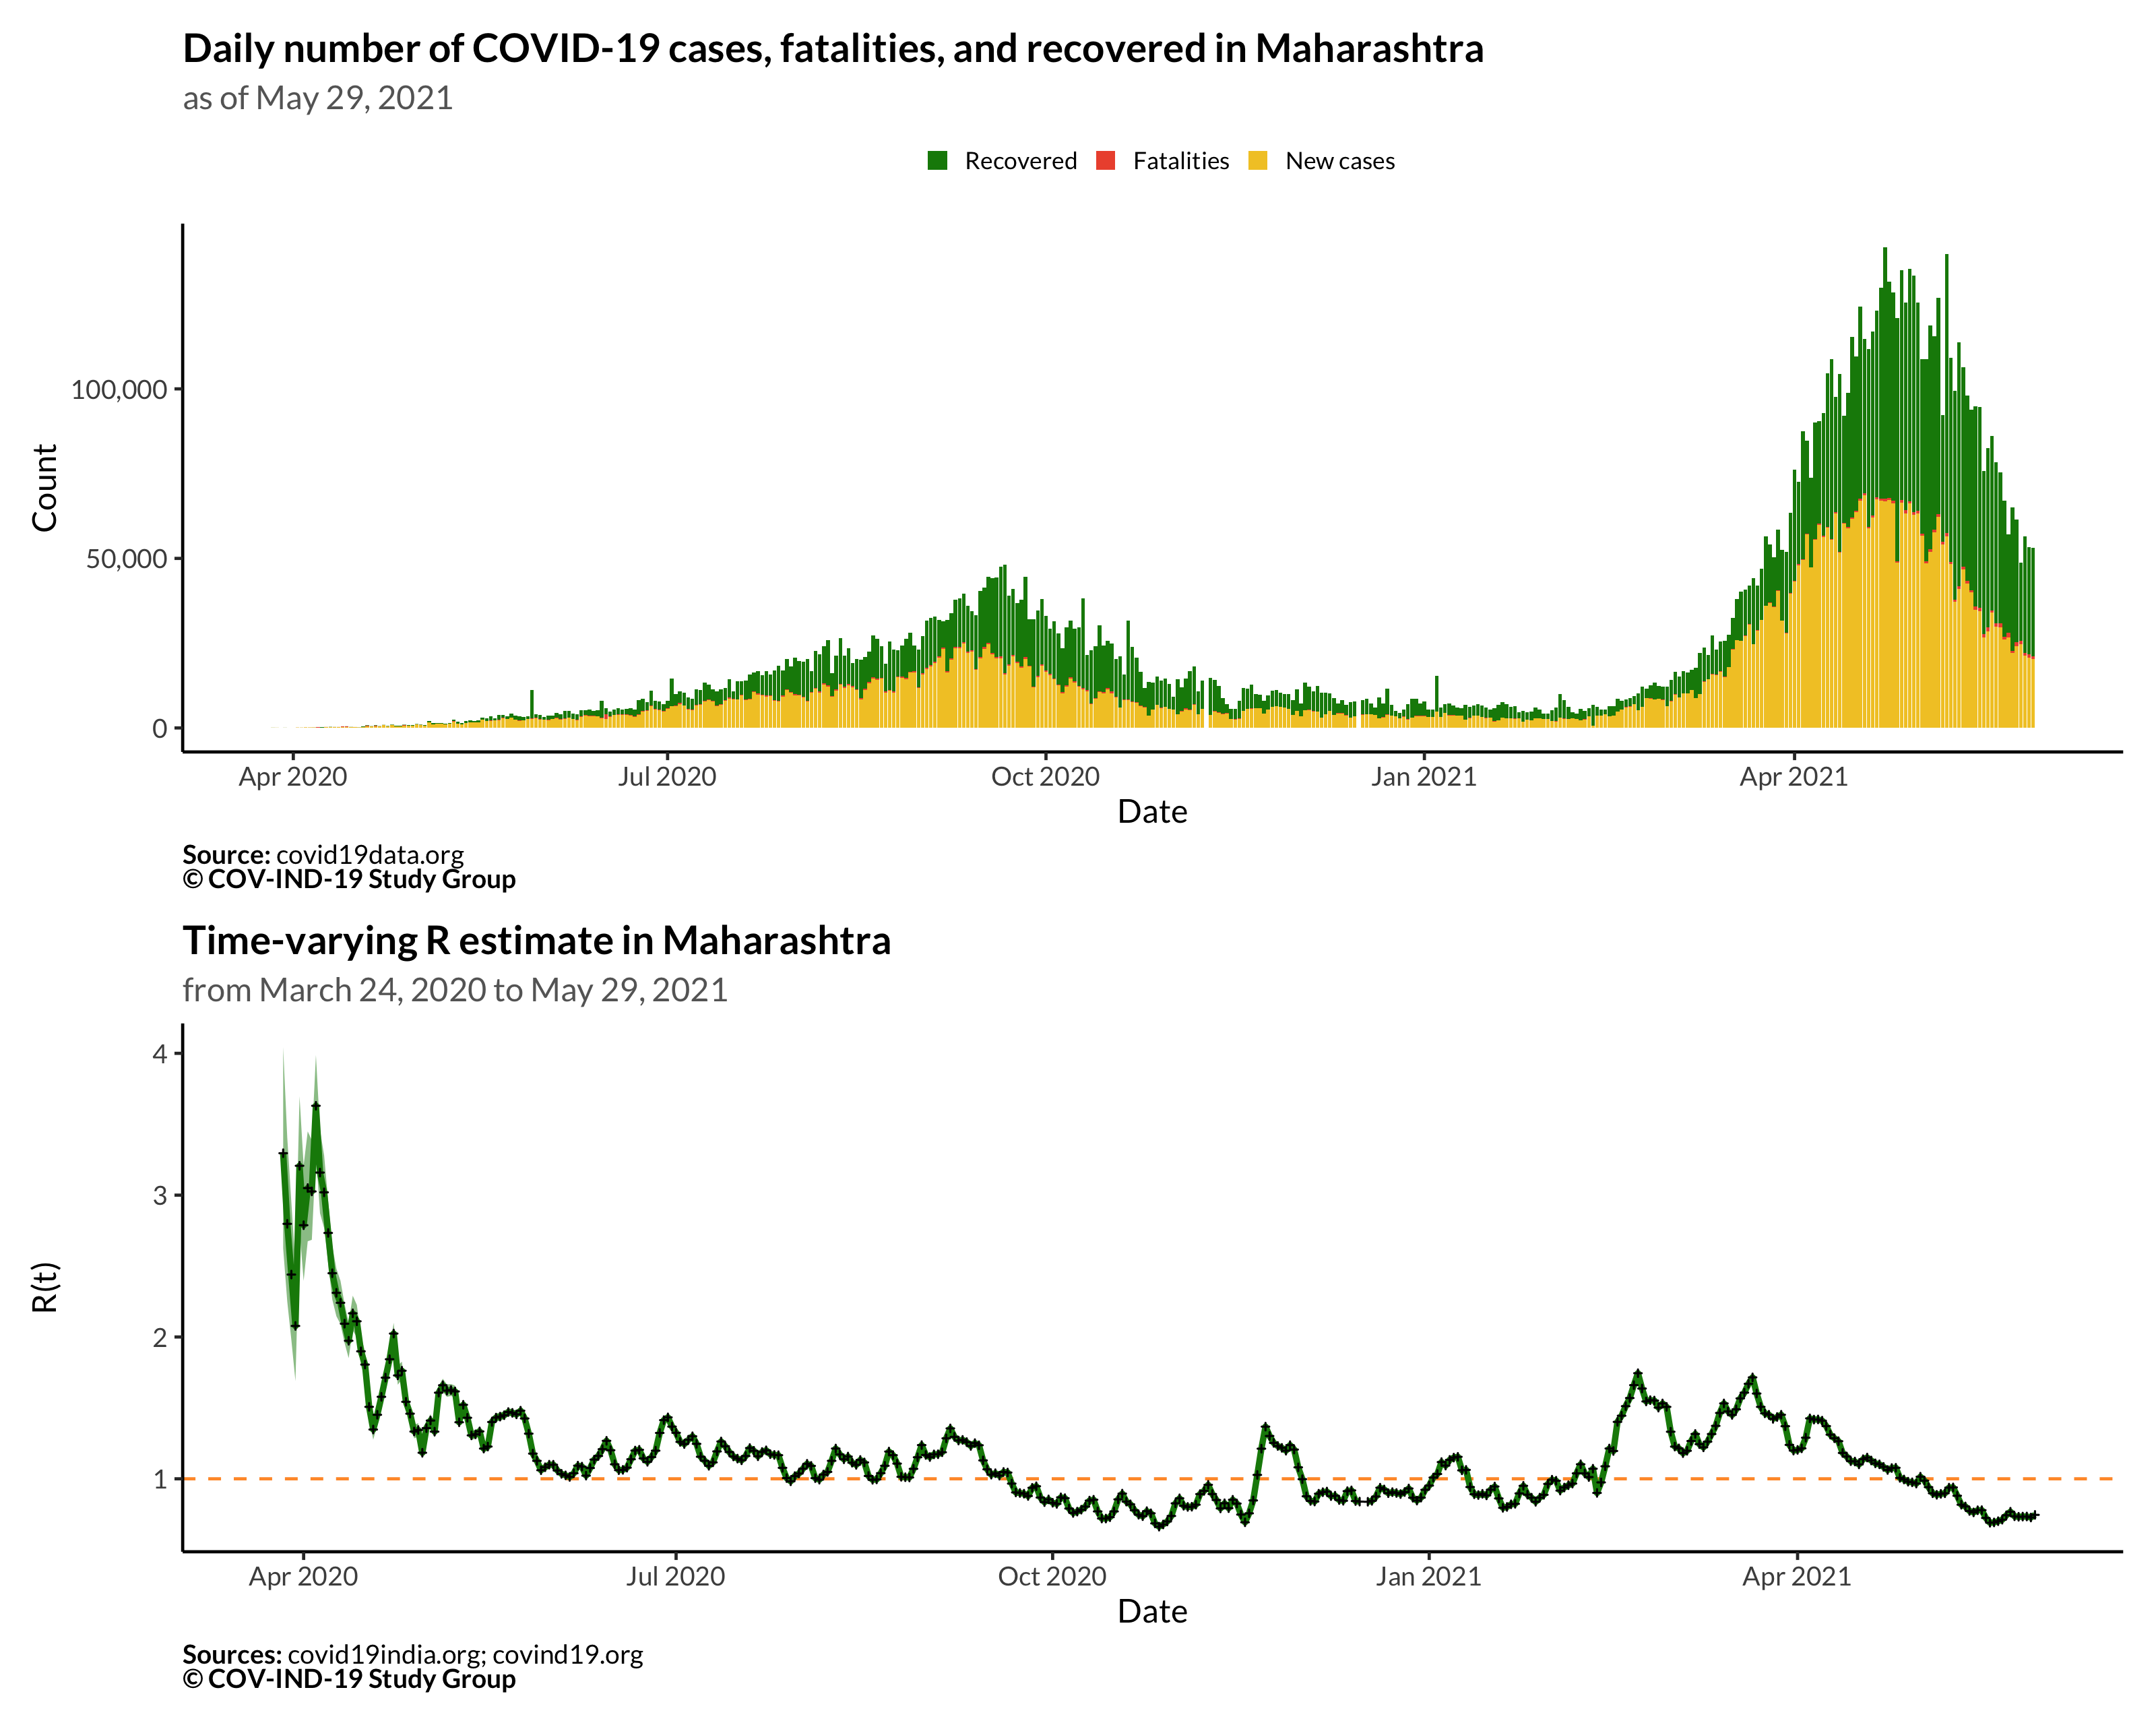 Daily number of COVID-19 cases, fatalities, and recovered in Maharashtra
as of May 29, 2021
Recovered Fatalities New cases
Count
100,000
50,000
0
Apr 2020 Jul 2020 Oct 2020 Jan 2021 Apr 2021
Date
Source: covid19data.org
© COV-IND-19 Study Group
Time-varying R estimate in Maharashtra
from March 24, 2020 to May 29, 2021
R(t)
4
3
2
1
Apr 2020 Jul 2020 Oct 2020 Jan 2021 Apr 2021
Date
Sources: covid19india.org; covind19.org
© COV-IND-19 Study Group